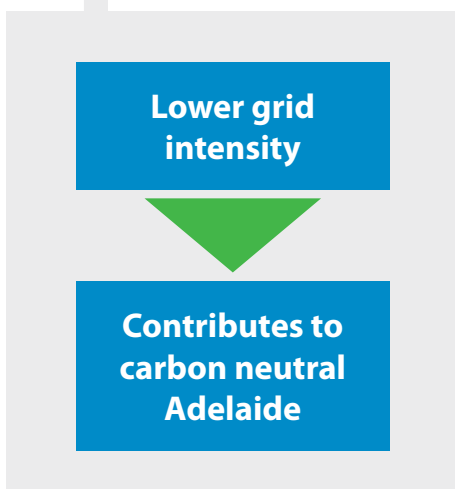 Lower grid
intensity
Contributes to
carbon neutral
Adelaide